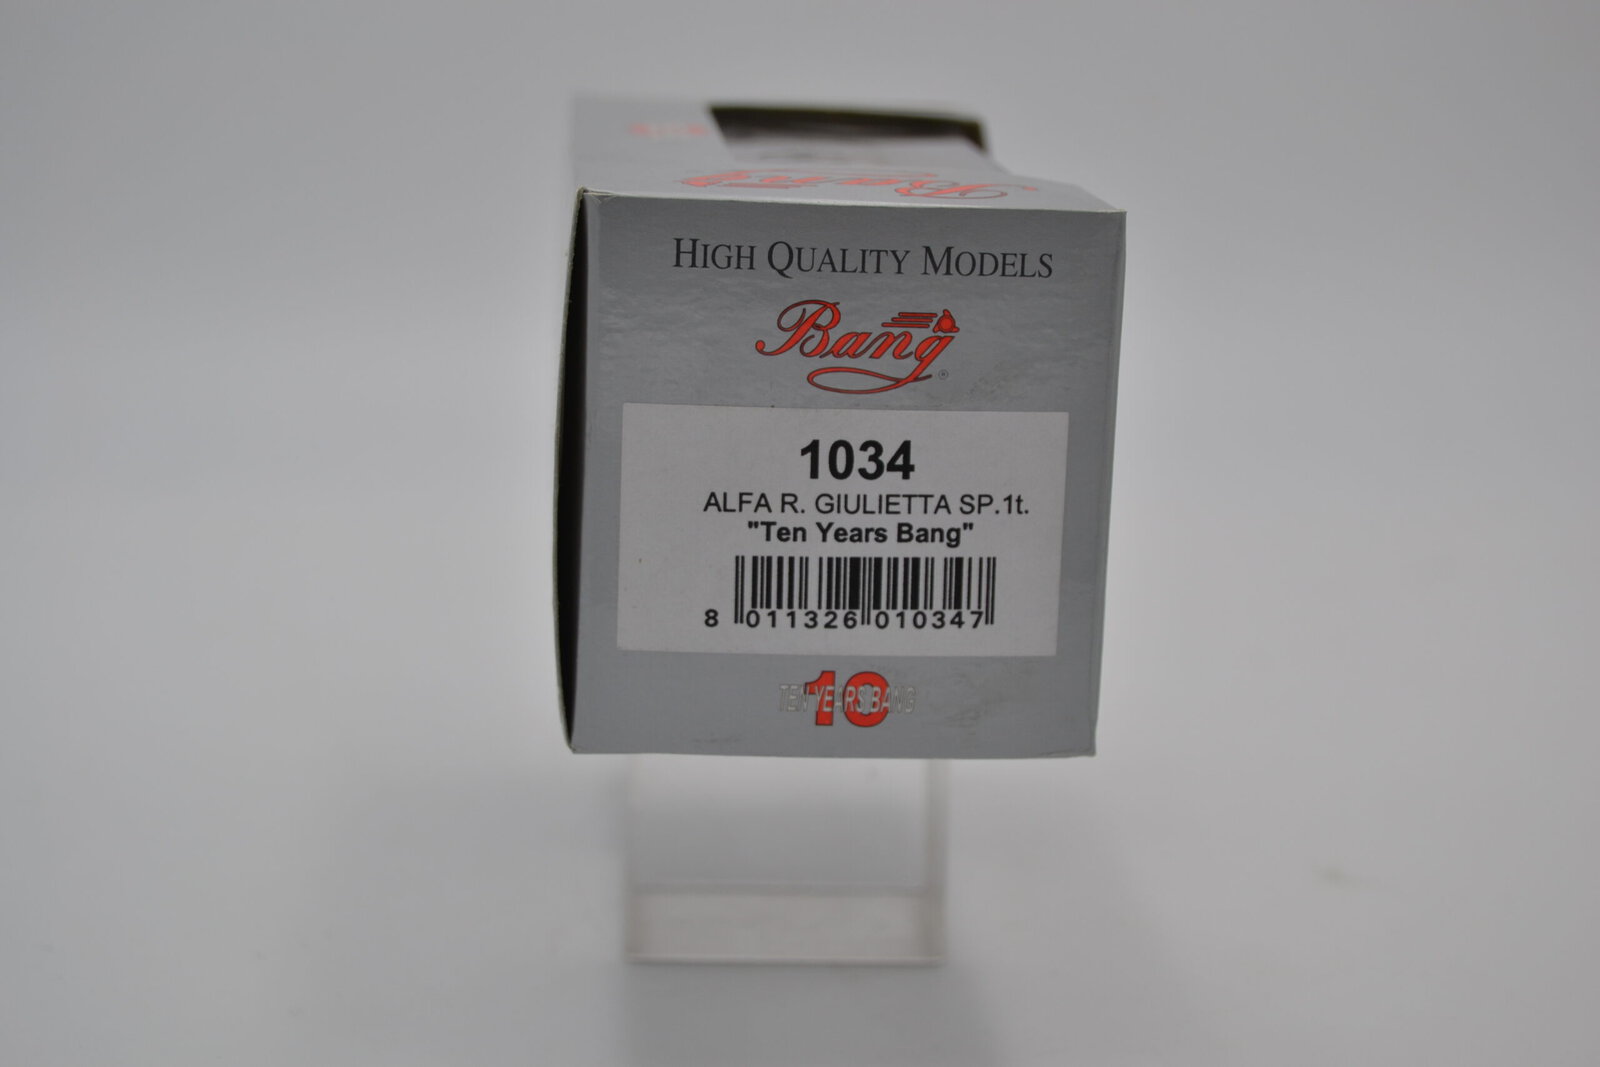 Bang
HIGH QUALITY MODELS
Bang
1034
ALFA R. GIULIETTA SP.1t.
"Ten Years Bang"
8 011326 010347
10
TEN YEARS BANG